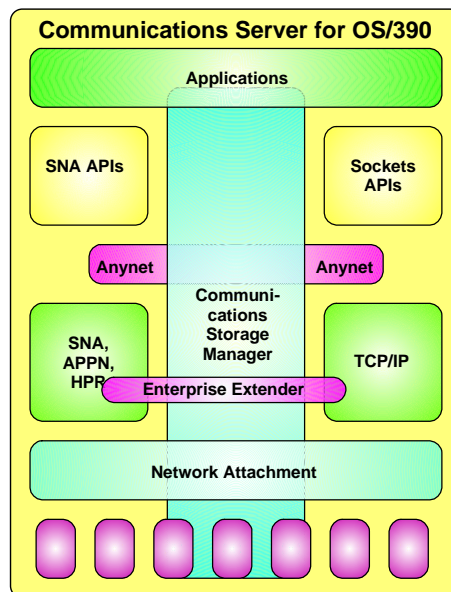 Communications Server for OS/390
Applications
SNA APIs
Sockets
APIs
Anynet
Anynet
Communi-
cations
Storage
Manager
SNA,
APPN,
HPR
TCP/IP
Enterprise Extender
Network Attachment